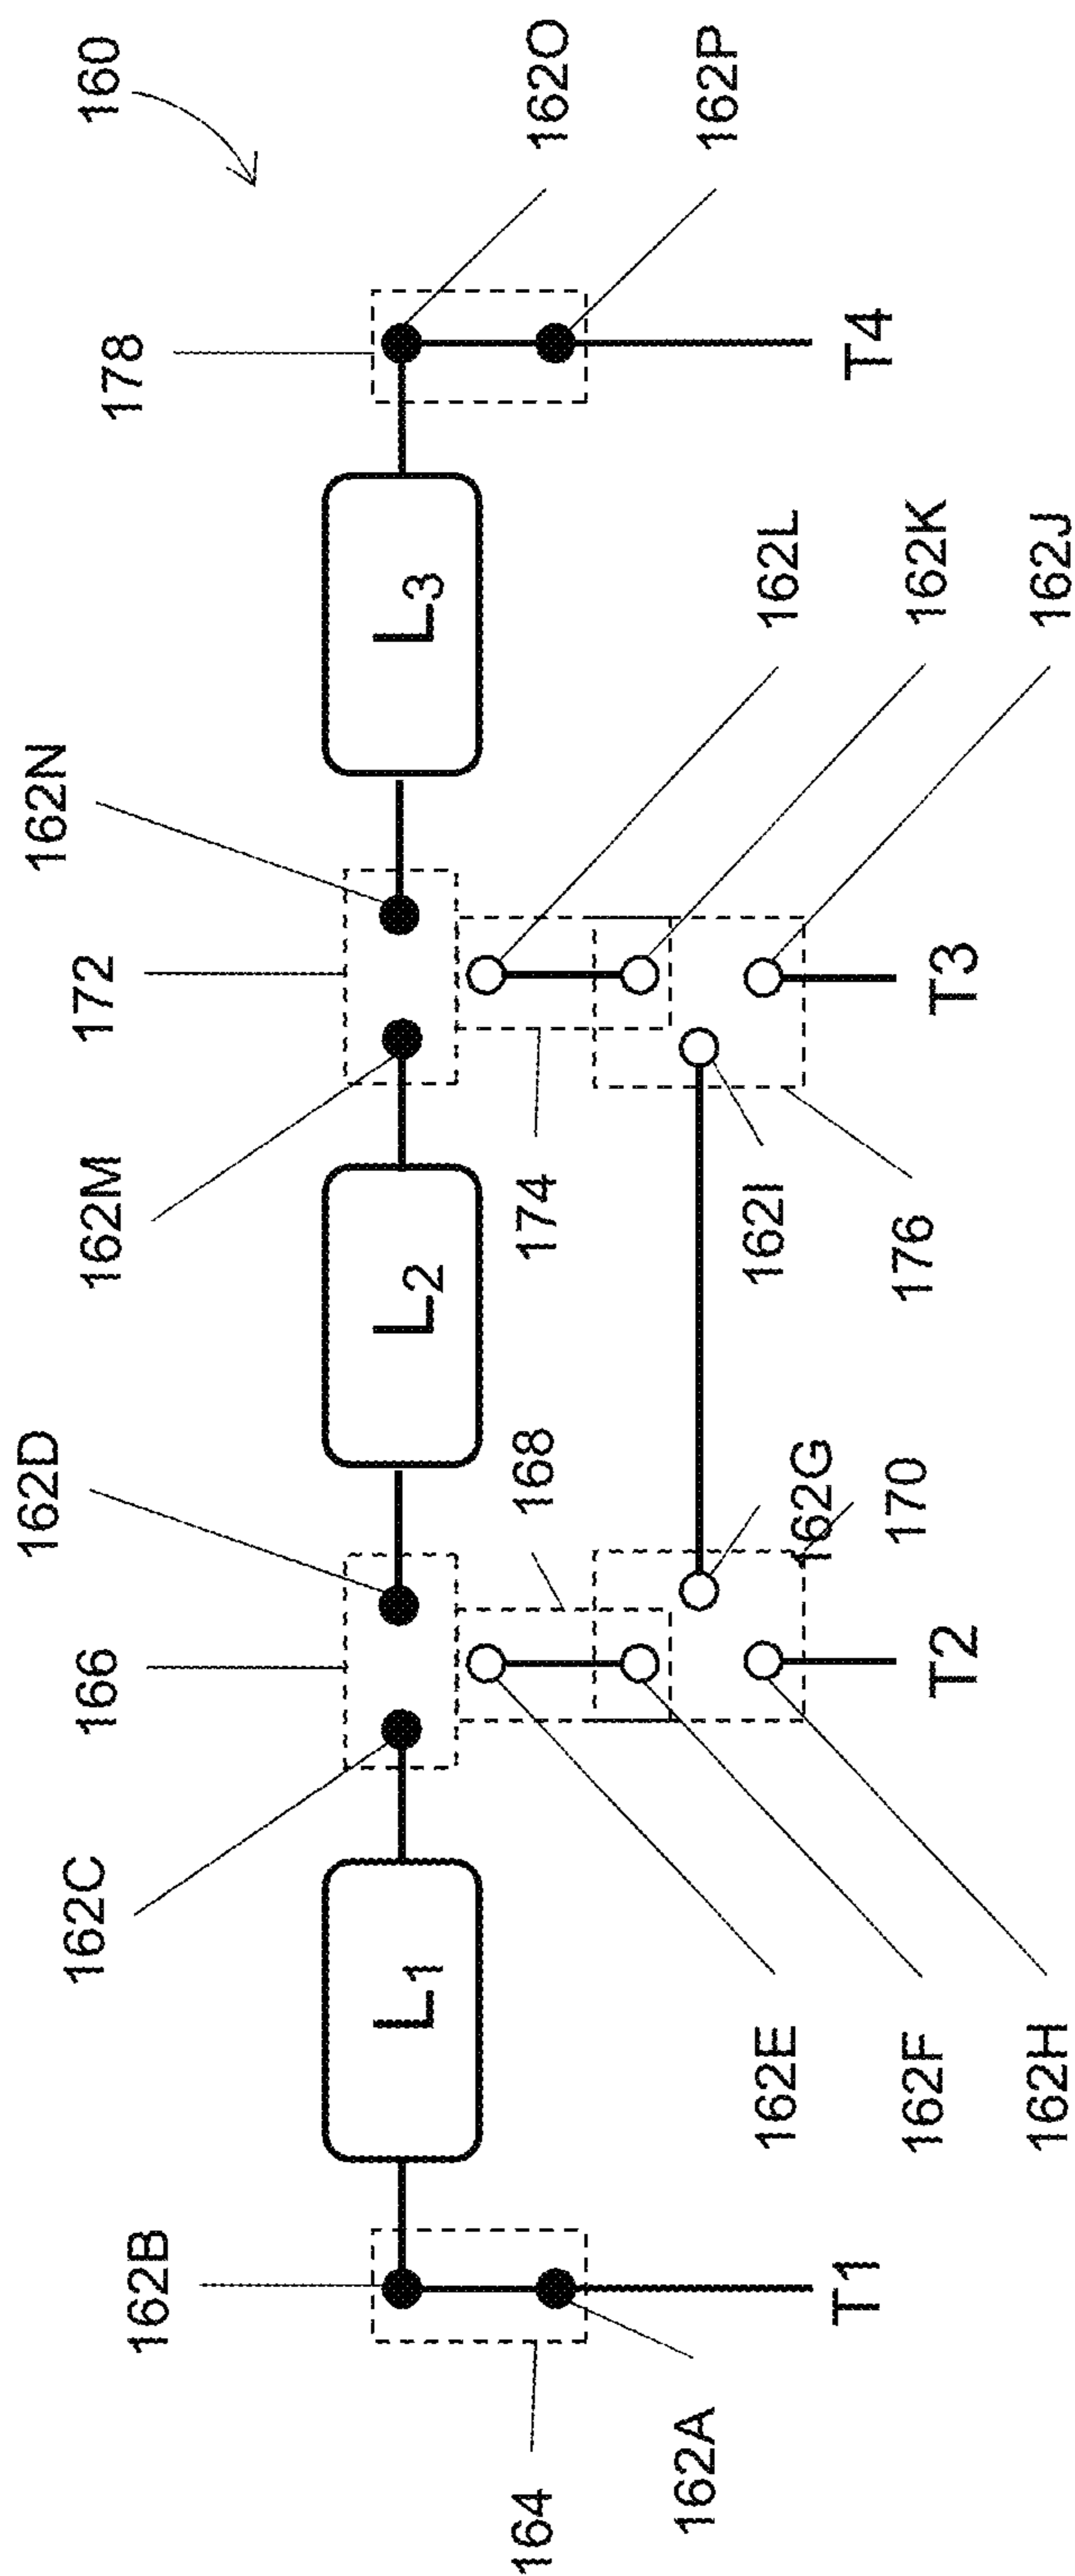 160
162B
162C
166
162D
162M
172
162N
178
162O
162P
L1
L2
L3
164
162A
T1
168
162G
170
T2
162E
162F
162H
174
162I
176
T3
162L
162K
162J
T4